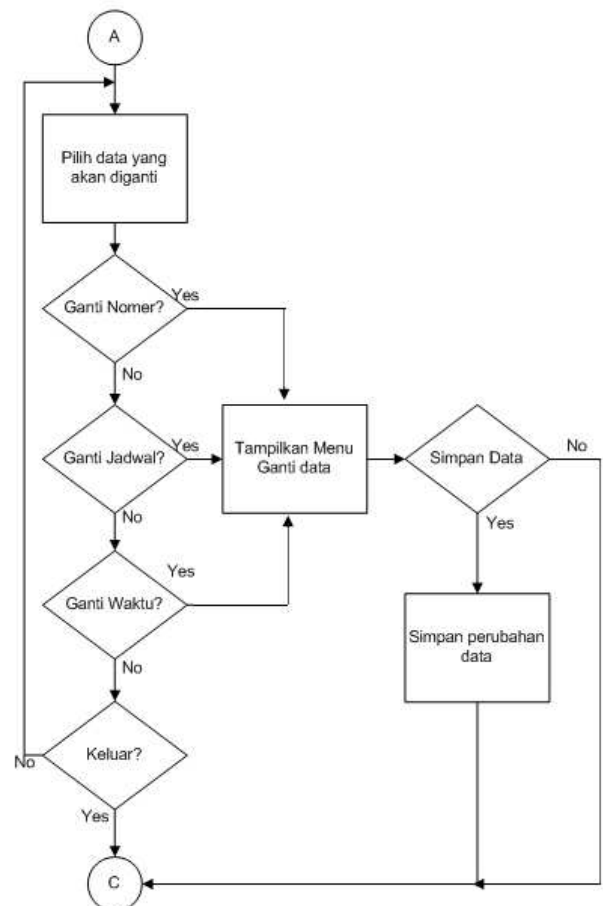 A
Pilih data yang
akan diganti
Ganti Nomer?
Yes
No
Ganti Jadwal?
Yes
Tampilkan Menu
Ganti data
Simpan Data
No
No
Yes
Yes
Ganti Waktu?
Simpan perubahan
data
No
Keluar?
No
Yes
C